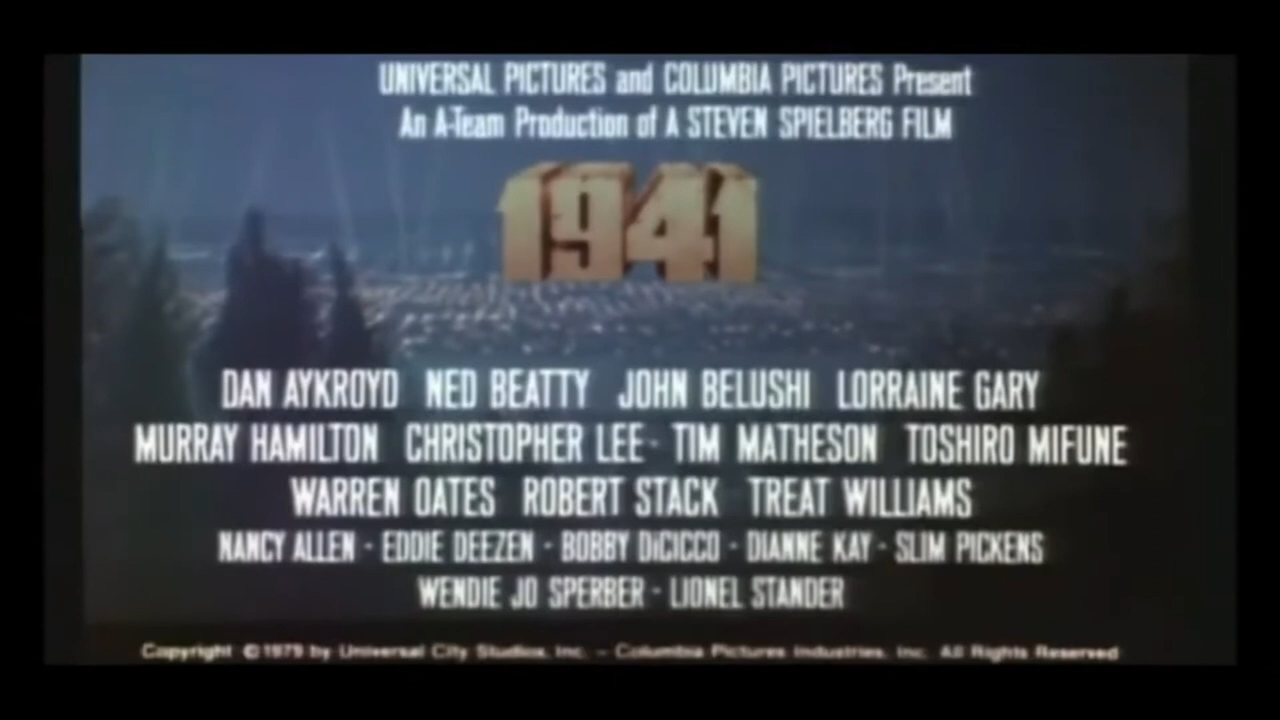 UNIVERSAL PICTURES and COLUMBIA PICTURES Present
An A-Team Production of A STEVEN SPIELBERG FILM
1941
DAN AYKROYD NED BEATTY JOHN BELUSHI LORRAINE GARY
MURRAY HAMILTON CHRISTOPHER LEE- TIM MATHESON TOSHIRO MIFUNE
WARREN OATES ROBERT STACK TREAT WILLIAMS
NANCY ALLEN - EDDIE DEEZEN - BOBBY DiCICCO - DIANNE KAY - SLIM PICKENS
WENDIE JO SPERBER - LIONEL STANDER
Copyright ©1979 by Universal City Studios, Inc. - Columbia Pictures Industries, Inc. All Rights Reserved